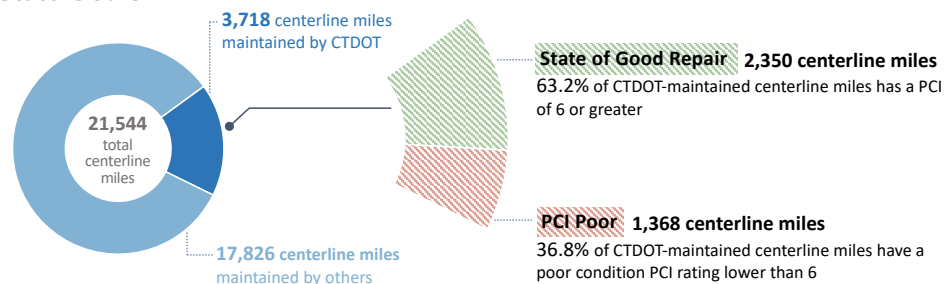 3,718 centerline miles
maintained by CTDOT
21,544
total
centerline
miles
17,826 centerline miles
maintained by others
State of Good Repair 2,350 centerline miles
63.2% of CTDOT-maintained centerline miles has a PCI
of 6 or greater
PCI Poor 1,368 centerline miles
36.8% of CTDOT-maintained centerline miles have a
poor condition PCI rating lower than 6